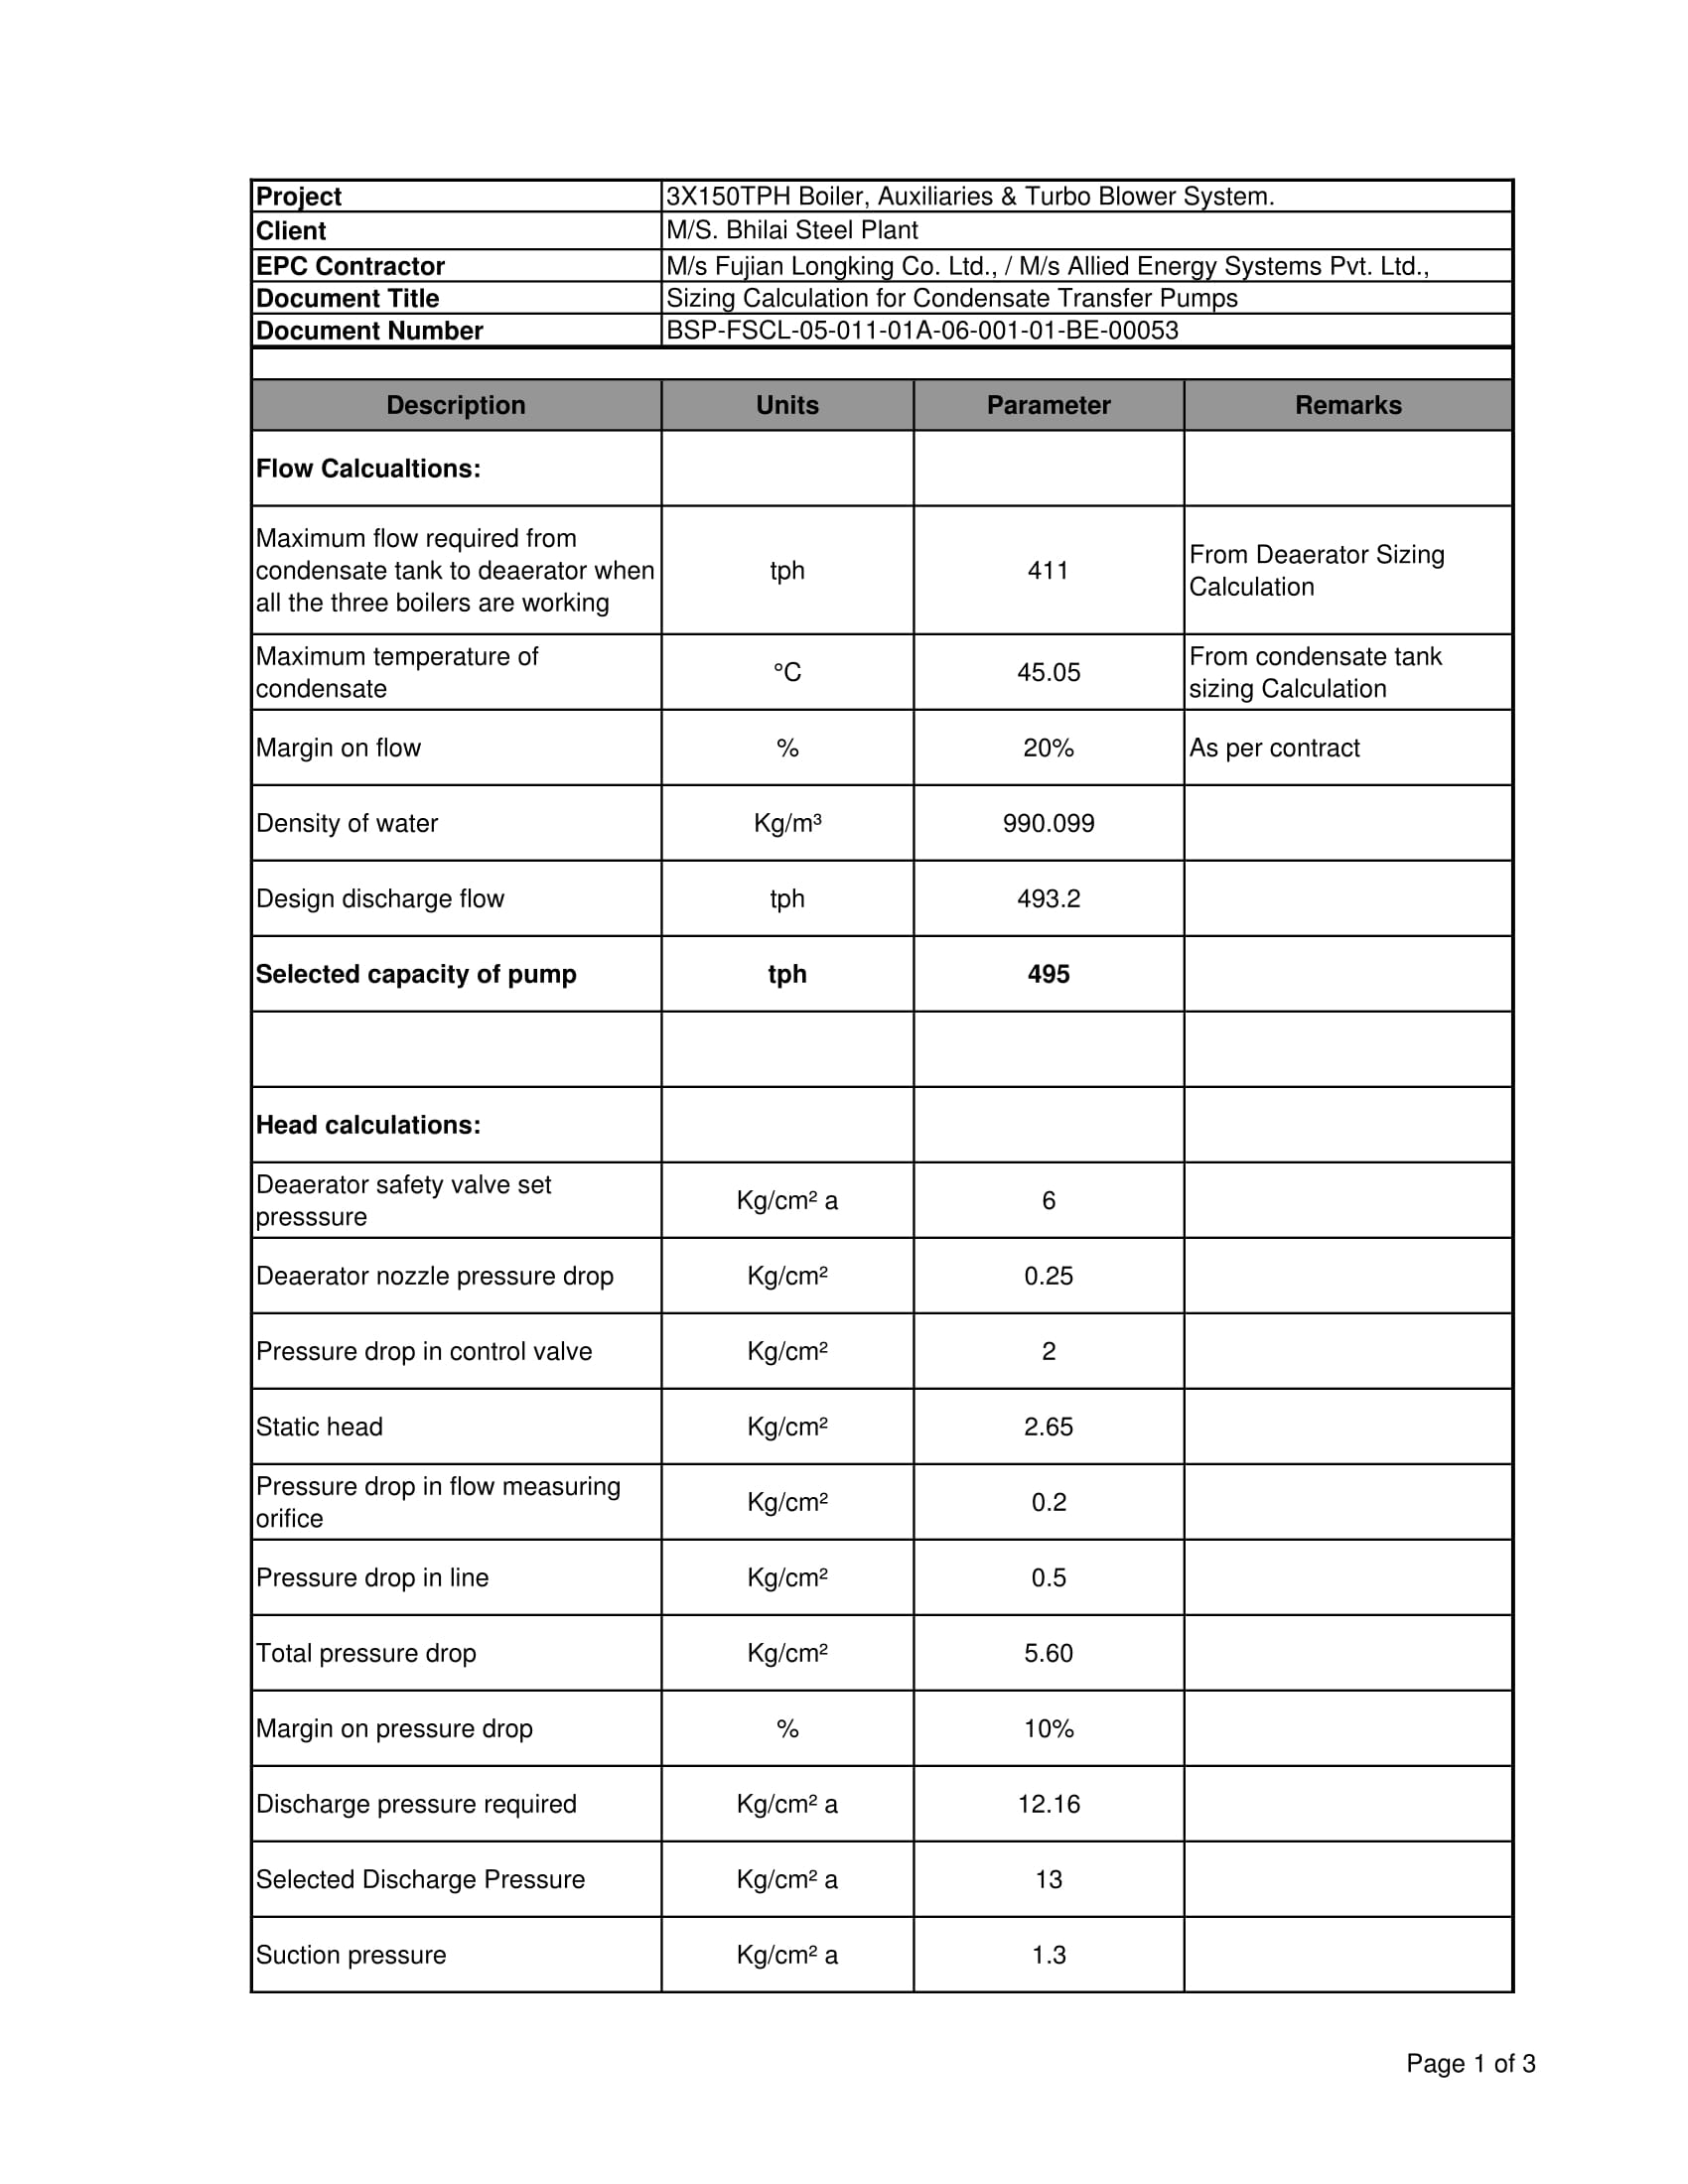 Project 3X150TPH Boiler, Auxiliaries & Turbo Blower System.
Client M/S. Bhilai Steel Plant
EPC Contractor M/s Fujian Longking Co. Ltd., / M/s Allied Energy Systems Pvt. Ltd.,
Document Title Sizing Calculation for Condensate Transfer Pumps
Document Number BSP-FSCL-05-011-01A-06-001-01-BE-00053
Description Units Parameter Remarks
Flow Calcualtions:
Maximum flow required from
condensate tank to deaerator when
all the three boilers are working
tph 411
From Deaerator Sizing
Calculation
Maximum temperature of
condensate
°C 45.05
From condensate tank
sizing Calculation
Margin on flow % 20% As per contract
Density of water Kg/m³ 990.099
Design discharge flow tph 493.2
Selected capacity of pump tph 495
Head calculations:
Deaerator safety valve set
presssure
Kg/cm² a 6
Deaerator nozzle pressure drop Kg/cm² 0.25
Pressure drop in control valve Kg/cm² 2
Static head Kg/cm² 2.65
Pressure drop in flow measuring
orifice
Kg/cm² 0.2
Pressure drop in line Kg/cm² 0.5
Total pressure drop Kg/cm² 5.60
Margin on pressure drop % 10%
Discharge pressure required Kg/cm² a 12.16
Selected Discharge Pressure Kg/cm² a 13
Suction pressure Kg/cm² a 1.3
Page 1 of 3